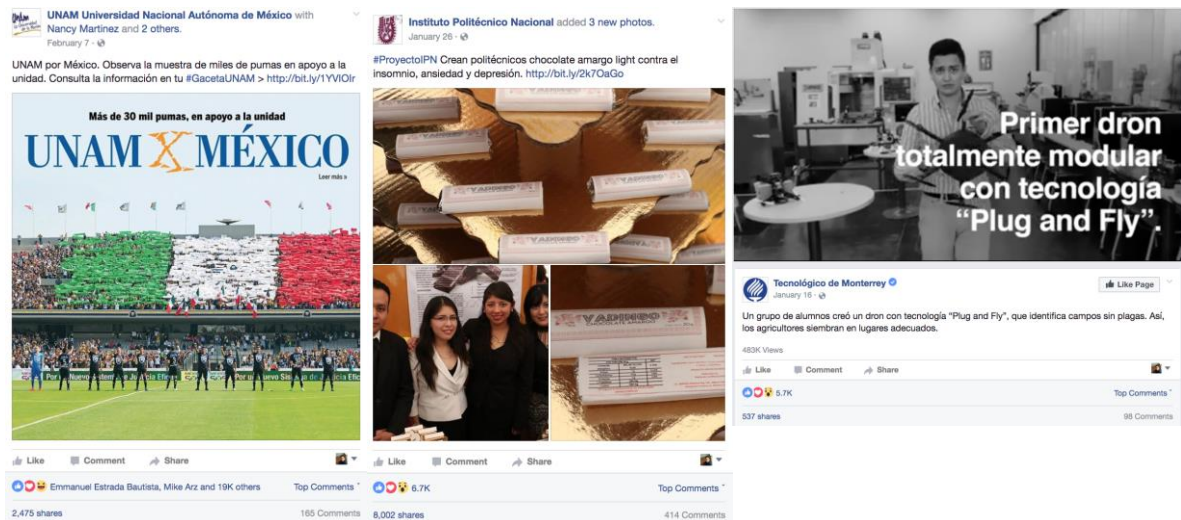 UNAM Universidad Nacional Autónoma de México with
Nancy Martinez and 2 others.
February 7 ·
UNAM por México. Observa la muestra de miles de pumas en apoyo a la
unidad. Consulta la información en tu #GacetaUNAM > http://bit.ly/1YVIOlr
Más de 30 mil pumas, en apoyo a la unidad
UNAM X MÉXICO
Leer más »
Like Comment Share
Emmanuel Estrada Bautista, Mike Arz and 19K others Top Comments
2,475 shares 165 Comments
Instituto Politécnico Nacional added 3 new photos.
January 26 ·
#ProyectoIPN Crean politécnicos chocolate amargo light contra el
insomnio, ansiedad y depresión. http://bit.ly/2k7OaGo
YADINBO
YADINBO
YADINBO
CHOCOLATE AMARGO
Like Comment Share
6.7K Top Comments
8,002 shares 414 Comments
Primer dron
totalmente modular
con tecnología
“Plug and Fly”.
Tecnológico de Monterrey
January 16 ·
Like Page
Un grupo de alumnos creó un dron con tecnología “Plug and Fly”, que identifica campos sin plagas. Así,
los agricultores siembran en lugares adecuados.
483K Views
Like Comment Share
5.7K Top Comments
537 shares 98 Comments